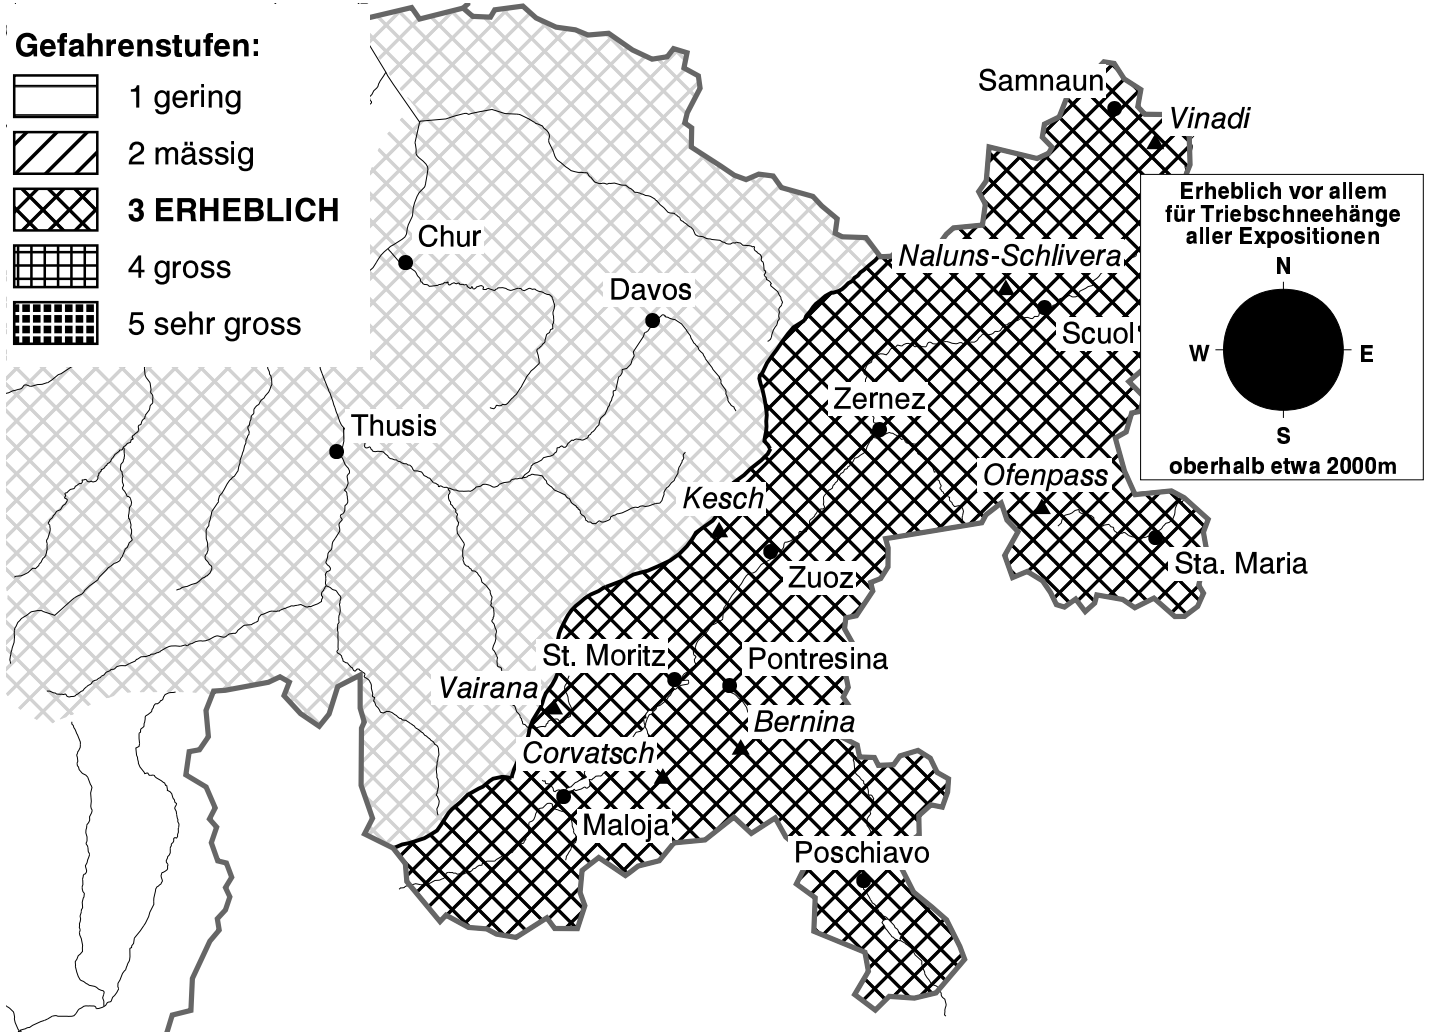 Gefahrenstufen:
1 gering
2 mässig
3 ERHEBLICH
4 gross
5 sehr gross
Samnaun
Vinadi
Erheblich vor allem
für Triebschneehänge
aller Expositionen
N
W
E
S
oberhalb etwa 2000m
Chur
Naluns-Schlivera
Davos
Scuol
Zernez
Thusis
Ofenpass
Kesch
Sta. Maria
Zuoz
St. Moritz
Pontresina
Vairana
Bernina
Corvatsch
Maloja
Poschiavo